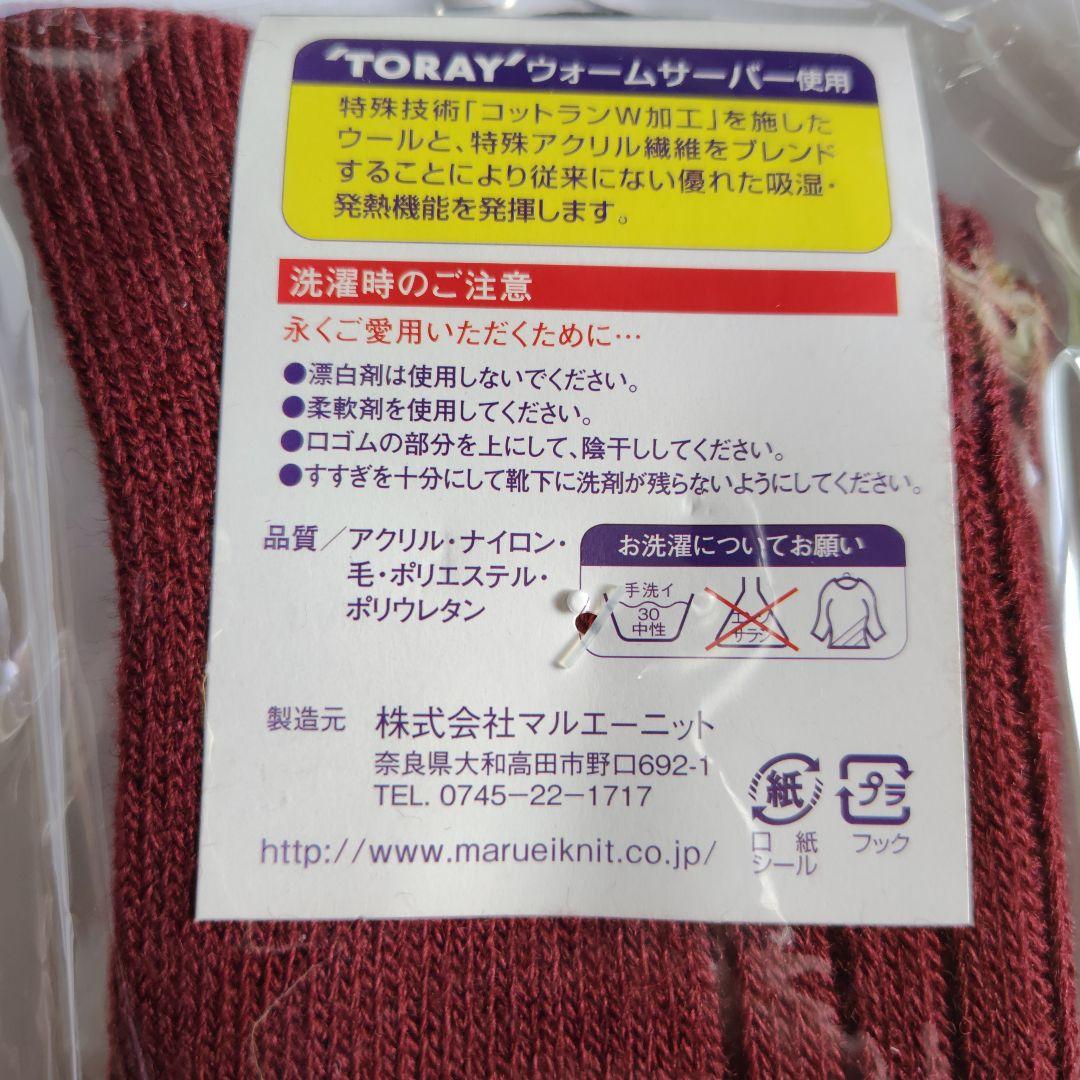 'TORAY'ウォームサーバー使用
特殊技術「コットランW加工」を施した
ウールと、特殊アクリル繊維をブレンド
することにより従来にない優れた吸湿・
発熱機能を発揮します。
洗濯時のご注意
永くご愛用いただくために…
●漂白剤は使用しないでください。
●柔軟剤を使用してください。
●口ゴムの部分を上にして、陰干ししてください。
●すすぎを十分にして靴下に洗剤が残らないようにしてください。
品質／アクリル・ナイロン・
毛・ポリエステル・
ポリウレタン
お洗濯についてお願い
手洗イ
30
中性
エンソ
サラシ
製造元 株式会社マルエーニット
奈良県大和高田市野口692-1
TEL. 0745-22-1717
http://www.marueiknit.co.jp/
紙
口紙
シール
プラ
フック